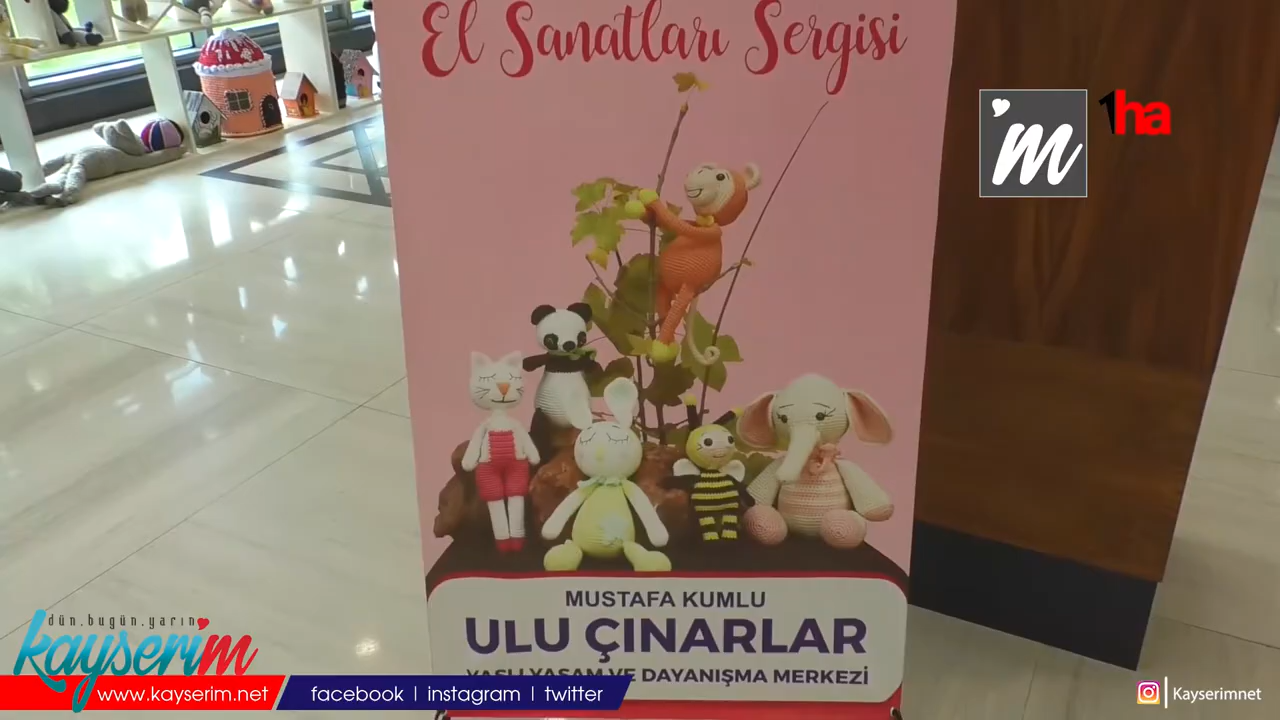 El Sanatları Sergisi
'm
1ha
MUSTAFA KUMLU
ULU ÇINARLAR
YAŞLI YAŞAM VE DAYANIŞMA MERKEZİ
dün.bugün.yarın
kayserim
www.kayserim.net
facebook | instagram | twitter
Kayserimnet